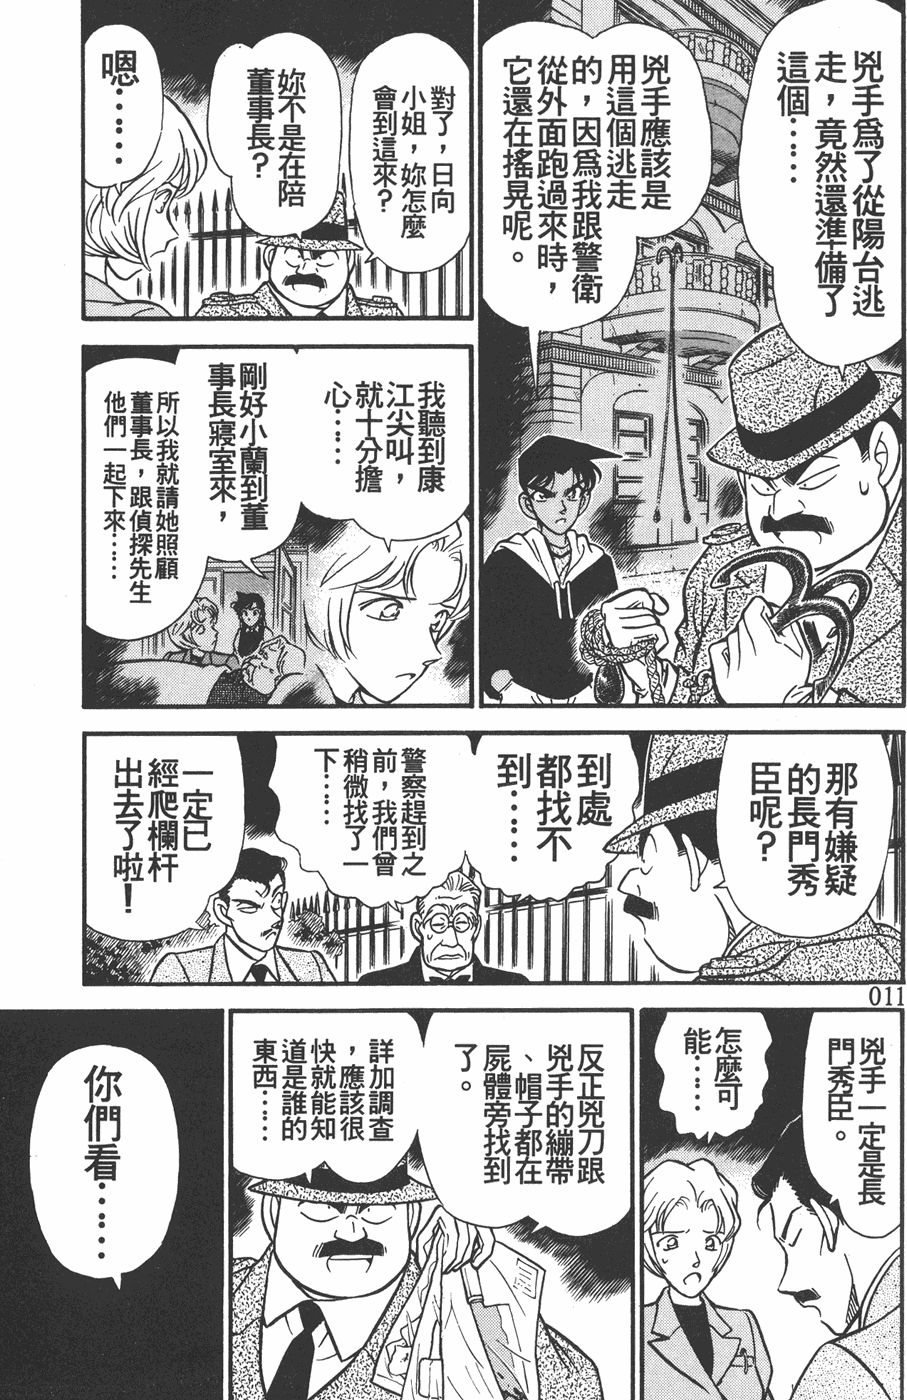 兇手為了從陽台逃
走，竟然還準備了
這個……
兇手應該是
用這個逃走
的，因為我跟警衛
從外面跑過來時，
它還在搖晃呢。
對了，日向
小姐，妳怎麼
會到這來？
妳不是在陪
董事長？
嗯……
我聽到康
江尖叫，
就十分擔
心……
剛好小蘭到董
事長寢室來，
所以我就請她照顧
董事長，跟偵探先生
他們一起下來……
那有嫌疑
的長門秀
臣呢？
到處
都找不
到……
警察趕到之
前，我們曾
稍微找了一
下……
一定已
經爬欄杆
出去了啦！
011
兇手一定是長
門秀臣。
怎麼可
能……
反正兇刀跟
兇手的繃帶
、帽子都在
屍體旁找到
了。
詳加調查
，應該很
快就能知
道是誰的
東西……
你們看……